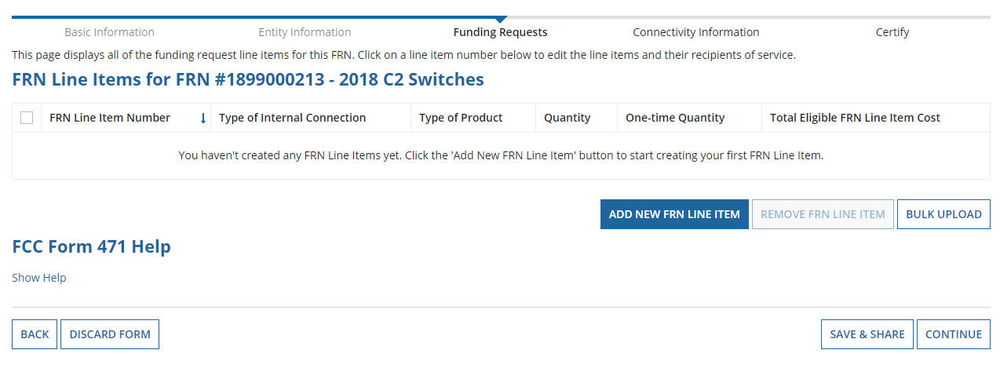 Basic Information Entity Information Funding Requests Connectivity Information Certify
This page displays all of the funding request line items for this FRN. Click on a line item number below to edit the line items and their recipients of service.
FRN Line Items for FRN #1899000213 - 2018 C2 Switches
FRN Line Item Number ↓ Type of Internal Connection Type of Product Quantity One-time Quantity Total Eligible FRN Line Item Cost
You haven't created any FRN Line Items yet. Click the 'Add New FRN Line Item' button to start creating your first FRN Line Item.
ADD NEW FRN LINE ITEM REMOVE FRN LINE ITEM BULK UPLOAD
FCC Form 471 Help
Show Help
BACK DISCARD FORM SAVE & SHARE CONTINUE